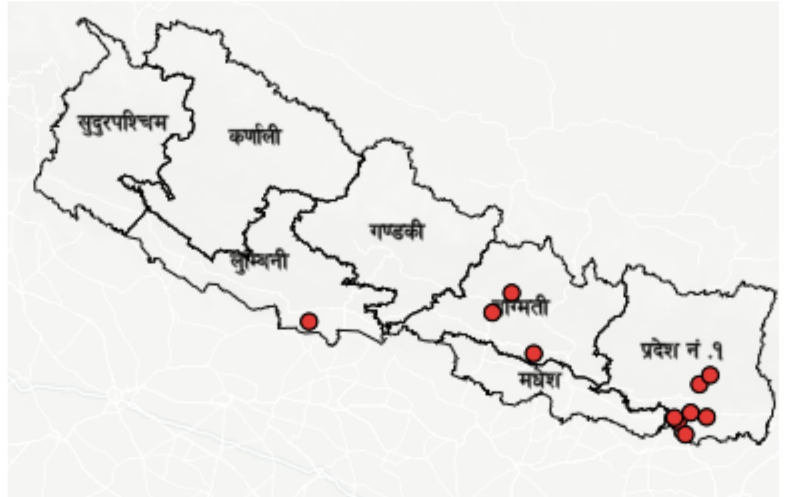 सुदुरपश्चिम
कर्णाली
गण्डकी
लुम्बिनी
बाग्मती
प्रदेश नं .१
मधेश